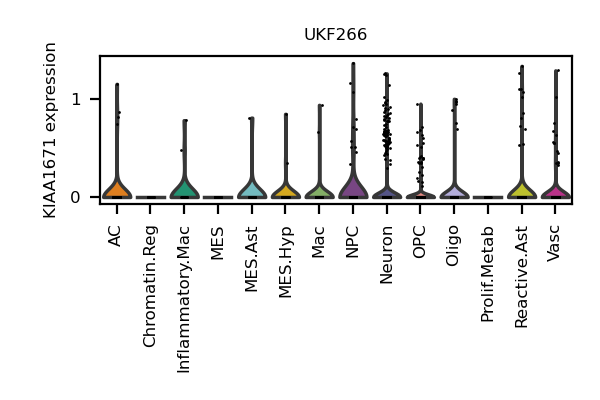 UKF266
KIAA1671 expression
1
0
AC
Chromatin.Reg
Inflammatory.Mac
MES
MES.Ast
MES.Hyp
Mac
NPC
Neuron
OPC
Oligo
Prolif.Metab
Reactive.Ast
Vasc